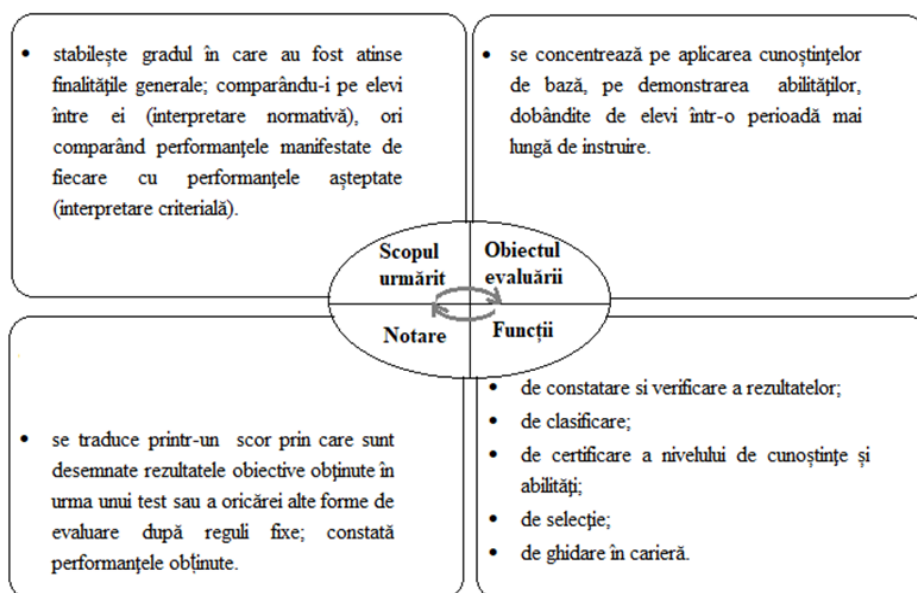 • stabilește gradul în care au fost atinse
finalitățile generale; comparându-i pe elevi
între ei (interpretare normativă), ori
comparând performanțele manifestate de
fiecare cu performanțele așteptate
(interpretare criterială).
• se concentrează pe aplicarea cunoștințelor
de bază, pe demonstrarea abilităților,
dobândite de elevi într-o perioadă mai
lungă de instruire.
Scopul
urmărit
Obiectul
evaluării
Notare
Funcții
• se traduce printr-un scor prin care sunt
desemnate rezultatele obiective obținute în
urma unui test sau a oricărei alte forme de
evaluare după reguli fixe; constată
performanțele obținute.
• de constatare si verificare a rezultatelor;
• de clasificare;
• de certificare a nivelului de cunoștințe și
abilități;
• de selecție;
• de ghidare în carieră.